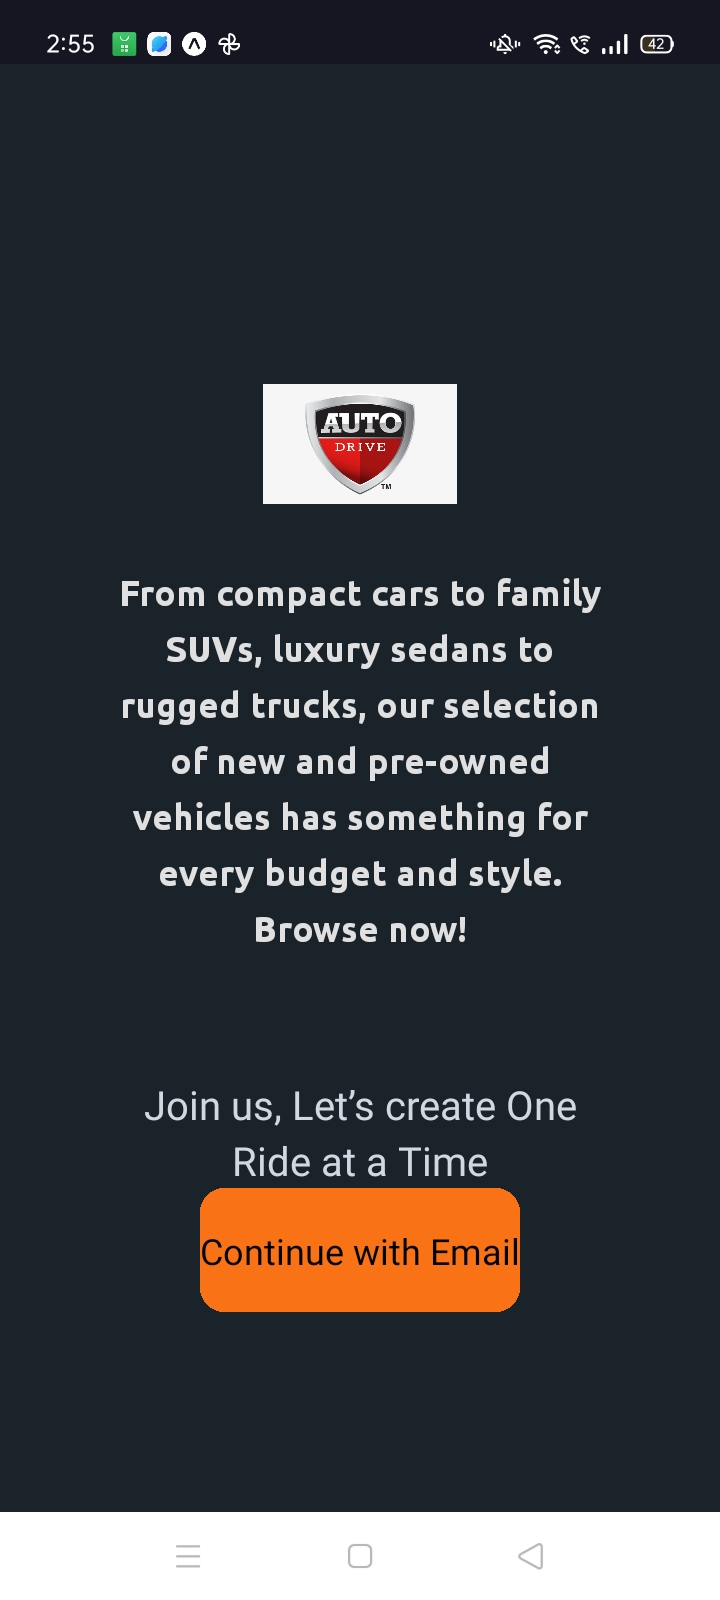 2:55
42
AUTO
DRIVE
TM
From compact cars to family
SUVs, luxury sedans to
rugged trucks, our selection
of new and pre-owned
vehicles has something for
every budget and style.
Browse now!
Join us, Let’s create One
Ride at a Time
Continue with Email